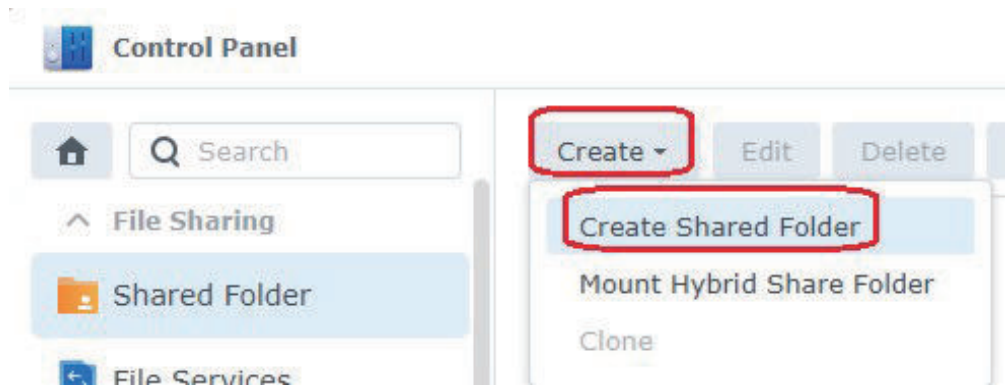 Control Panel
Search
Create Edit Delete
File Sharing
Create Shared Folder
Shared Folder
Mount Hybrid Share Folder
Clone
File Services